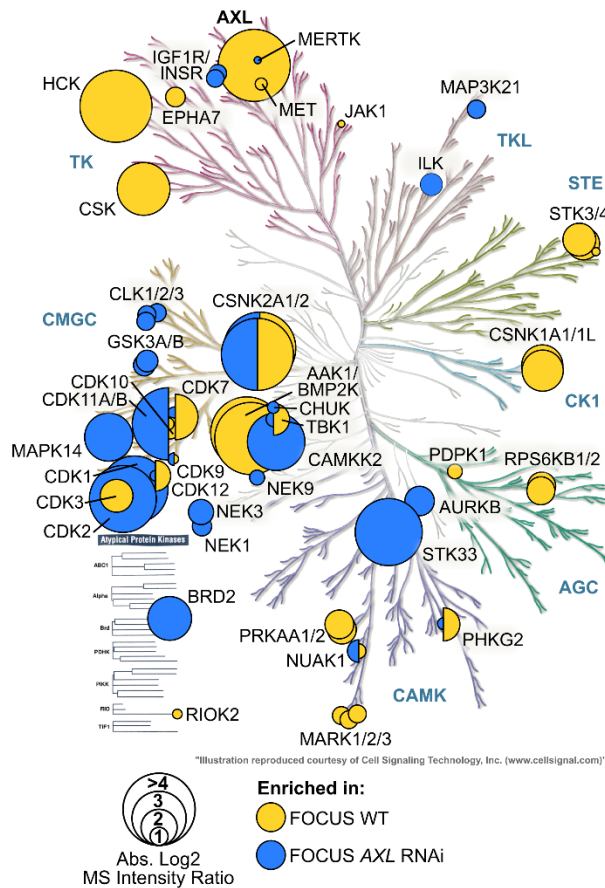 AXL
MERTK
IGF1R/
INSR
HCK
MAP3K21
MET
EPHA7
JAK1
TK
TKL
ILK
STE
CSK
STK3/4
CLK1/2/3
CSNK2A1/2
CMGC
CSNK1A1/1L
GSK3A/B
AAK1/
BMP2K
CDK10
CDK7
CDK11A/B
CHUK
TBK1
CK1
MAPK14
CAMKK2
PDPK1
RPS6KB1/2
CDK1
CDK9
CDK12
NEK9
CDK3
AURKB
CDK2
NEK3
NEK1
STK33
Atypical Protein Kinases
ABC1
Alpha
BRD2
AGC
Brd
PRKAA1/2
PHKG2
PDHK
NUAK1
PIKK
CAMK
RIO
RIOK2
TIF1
MARK1/2/3
"Illustration reproduced courtesy of Cell Signaling Technology, Inc. (www.cellsignal.com)"
>4
3
2
1
Abs. Log2
MS Intensity Ratio
Enriched in:
FOCUS WT
FOCUS AXL RNAi